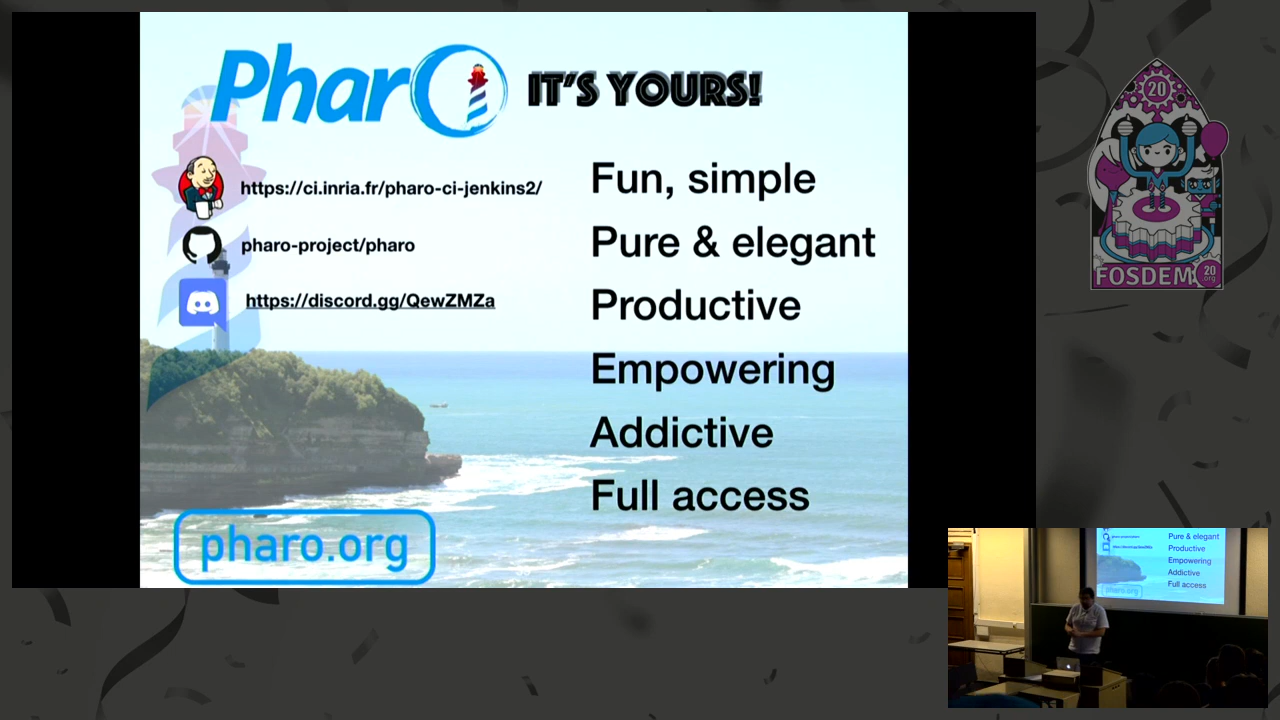 Pharo
IT'S YOURS!
https://ci.inria.fr/pharo-ci-jenkins2/
pharo-project/pharo
https://discord.gg/QewZMZa
Fun, simple
Pure & elegant
Productive
Empowering
Addictive
Full access
pharo.org
20
FOSDEM
20
.org
Pure & elegant
Productive
Empowering
Addictive
Full access
pharo.org